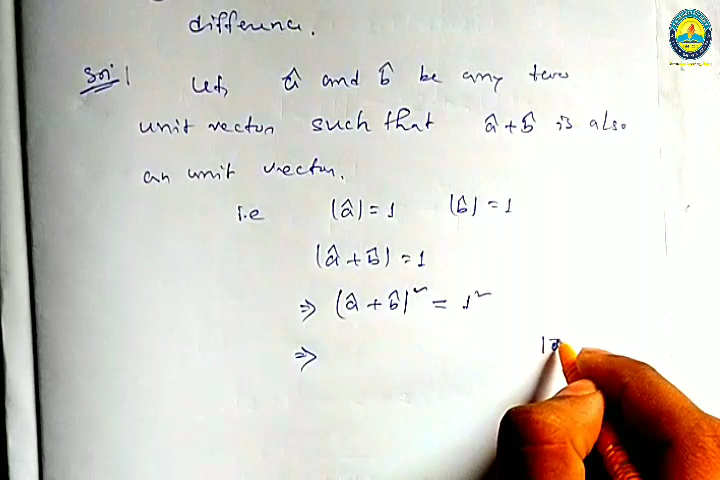 difference.
Soln! Let, â and b̂ be any two
unit vector such that â + b̂ is also
an unit vector.
i.e |â| = 1 |b̂| = 1
|â + b̂| = 1
⇒ |â + b̂|² = 1²
⇒ |a